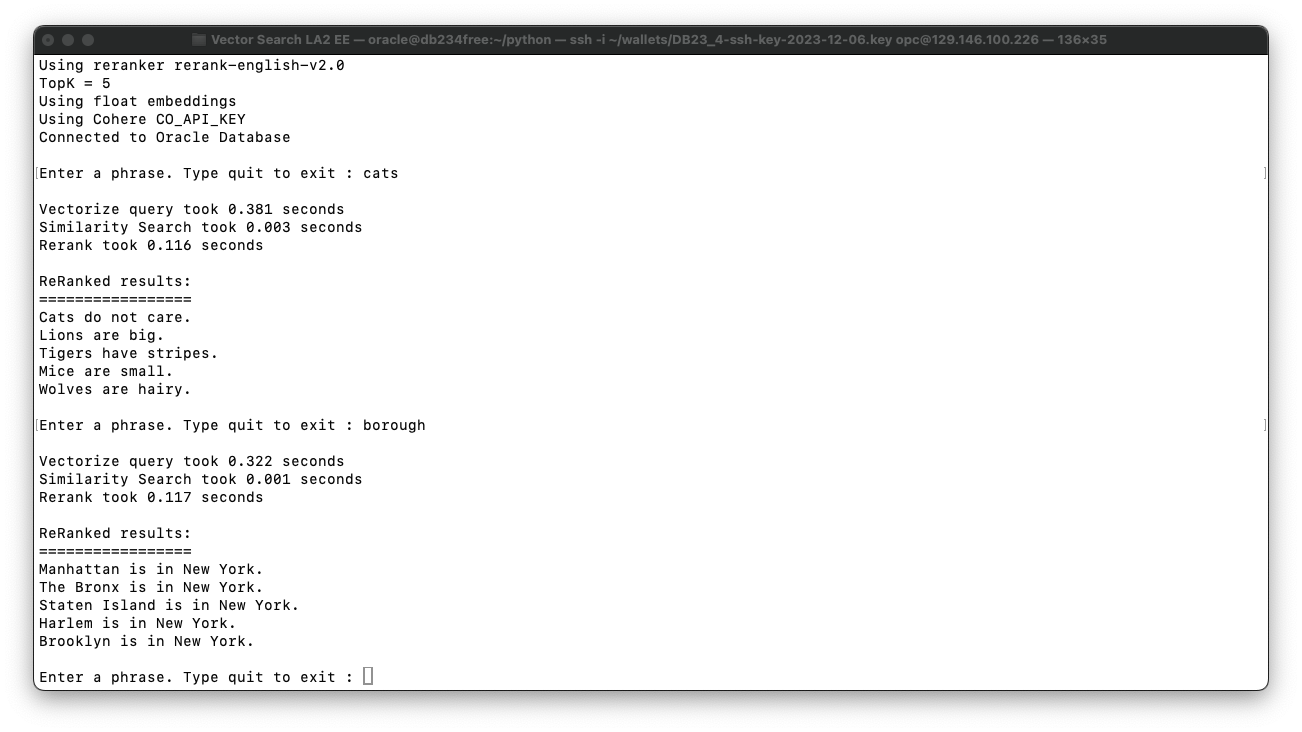 Vector Search LA2 EE — oracle@db234free:~/python — ssh -i ~/wallets/DB23_4-ssh-key-2023-12-06.key opc@129.146.100.226 — 136×35
Using reranker rerank-english-v2.0
TopK = 5
Using float embeddings
Using Cohere CO_API_KEY
Connected to Oracle Database
[Enter a phrase. Type quit to exit : cats ]
Vectorize query took 0.381 seconds
Similarity Search took 0.003 seconds
Rerank took 0.116 seconds
ReRanked results:
=================
Cats do not care.
Lions are big.
Tigers have stripes.
Mice are small.
Wolves are hairy.
[Enter a phrase. Type quit to exit : borough ]
Vectorize query took 0.322 seconds
Similarity Search took 0.001 seconds
Rerank took 0.117 seconds
ReRanked results:
=================
Manhattan is in New York.
The Bronx is in New York.
Staten Island is in New York.
Harlem is in New York.
Brooklyn is in New York.
Enter a phrase. Type quit to exit :